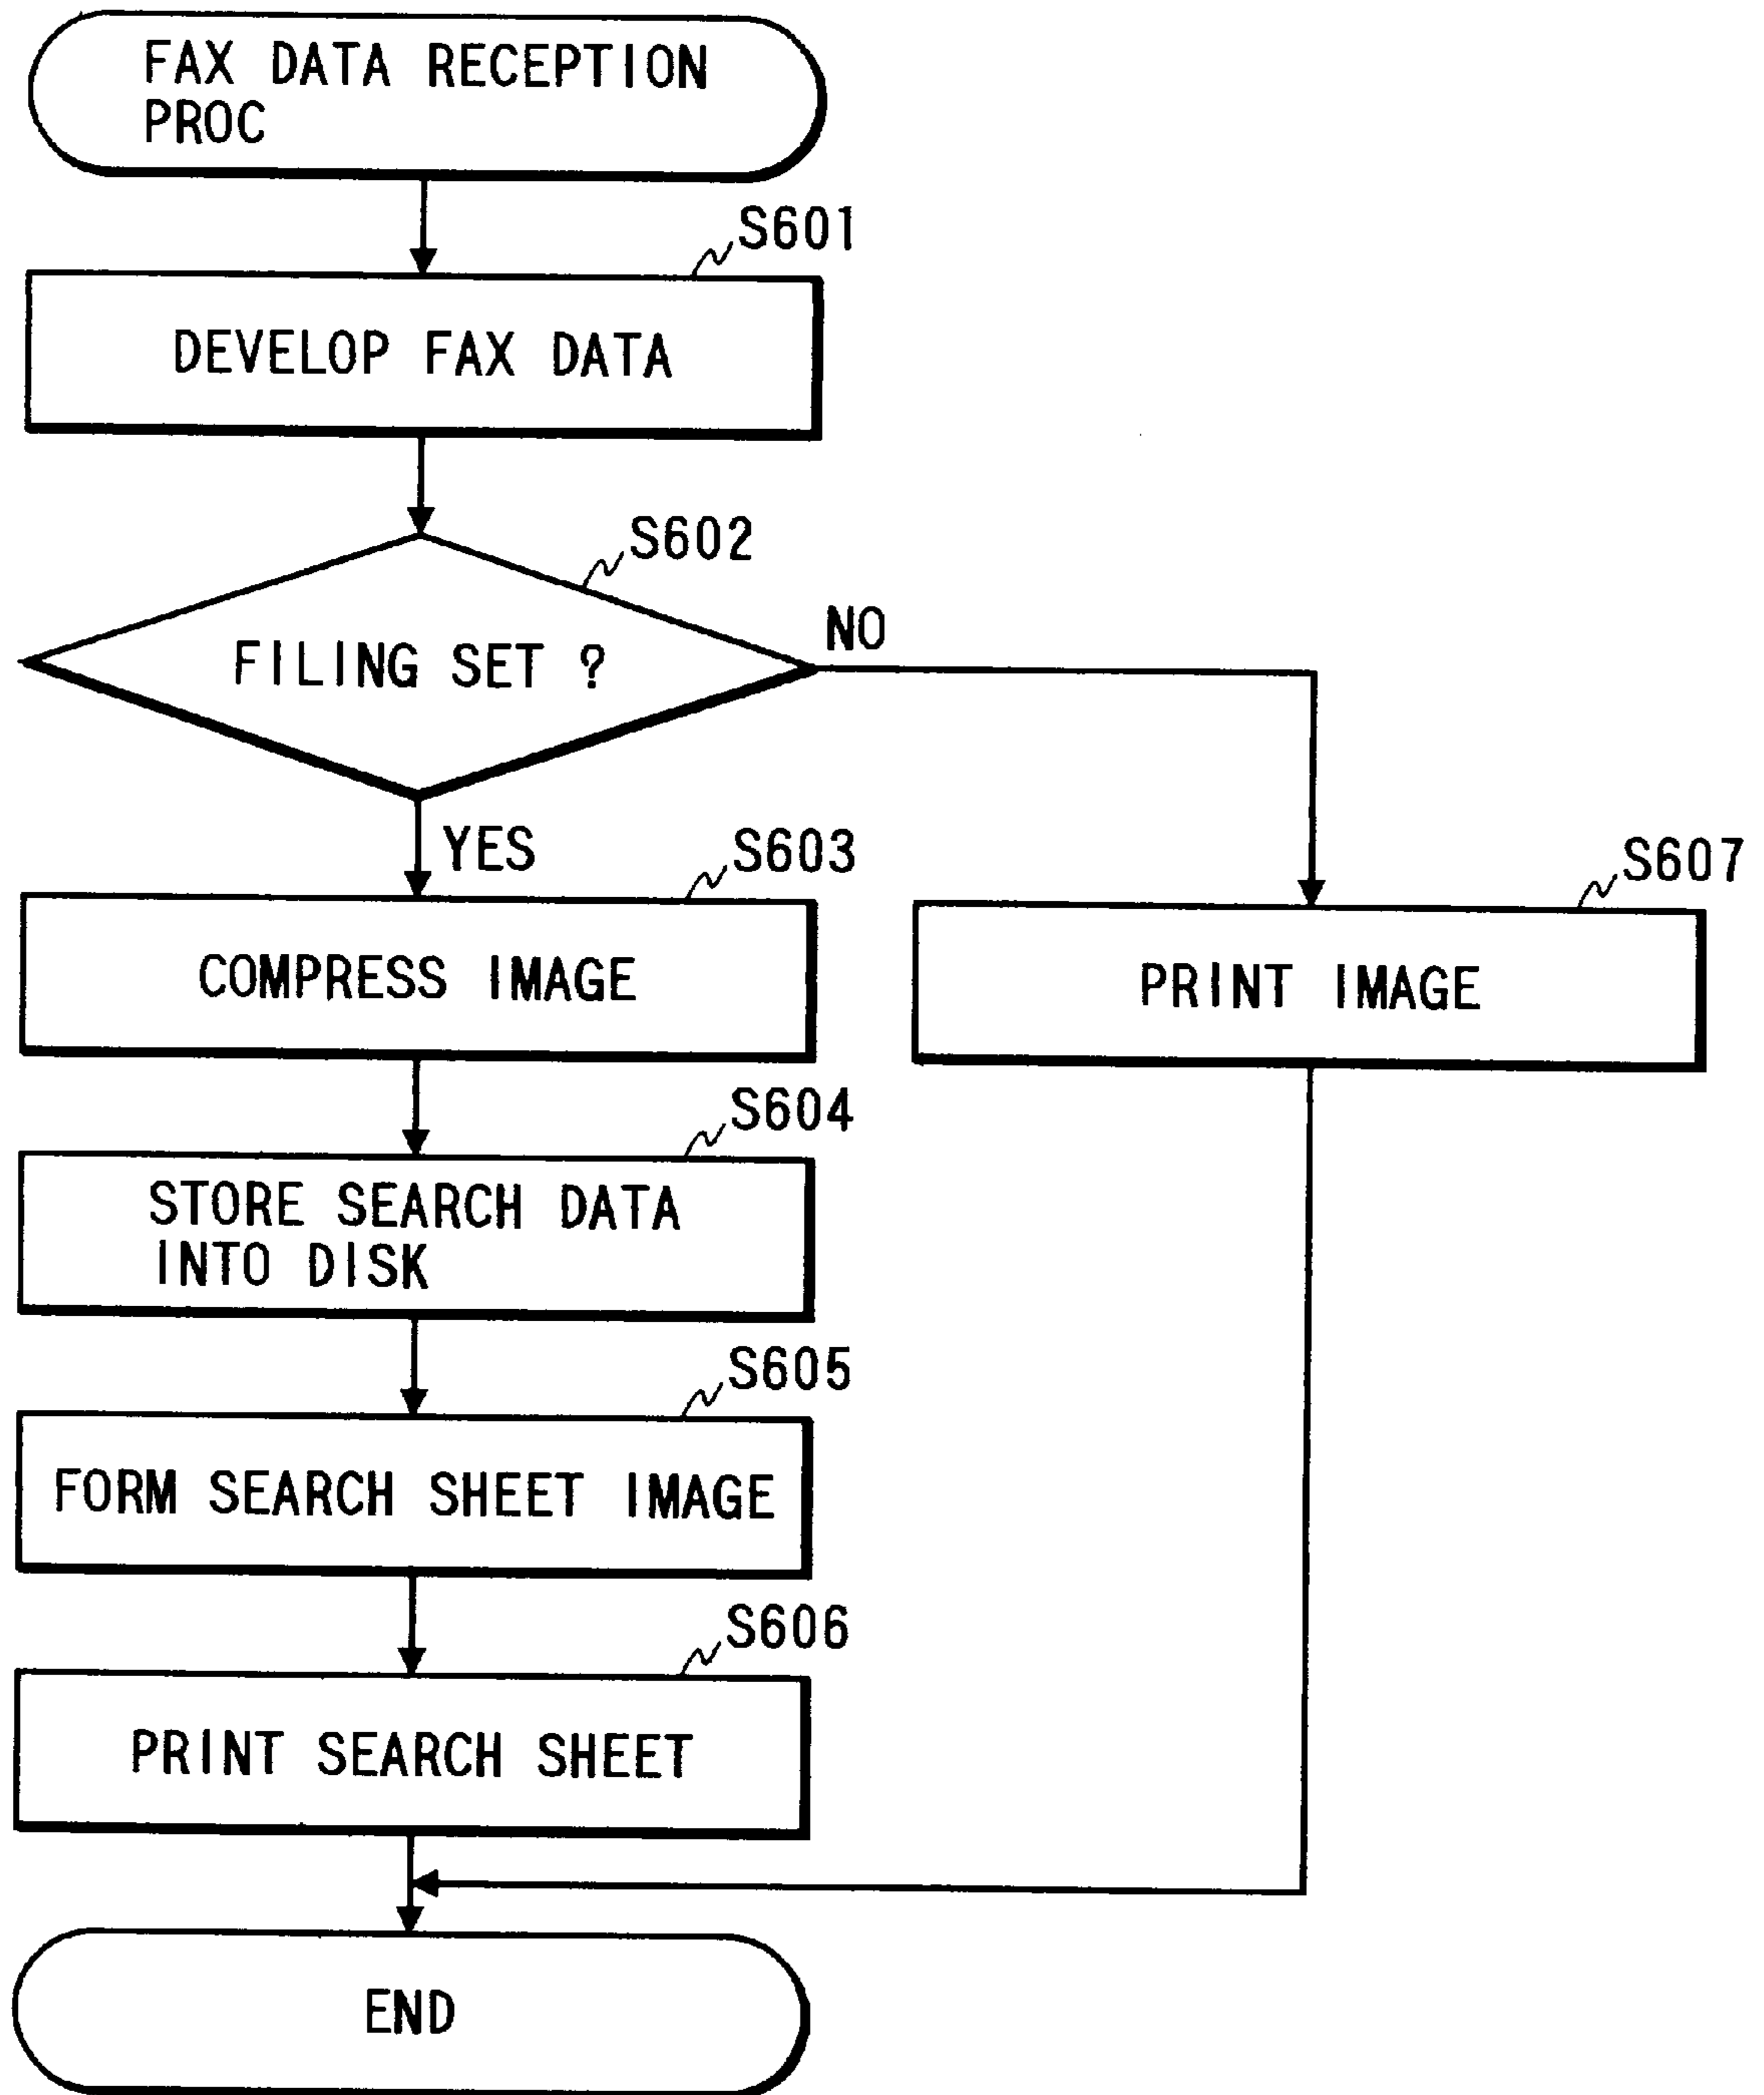 FAX DATA RECEPTION
PROC
S601
DEVELOP FAX DATA
S602
FILING SET ?
NO
YES
S603
COMPRESS IMAGE
S607
PRINT IMAGE
S604
STORE SEARCH DATA
INTO DISK
S605
FORM SEARCH SHEET IMAGE
S606
PRINT SEARCH SHEET
END